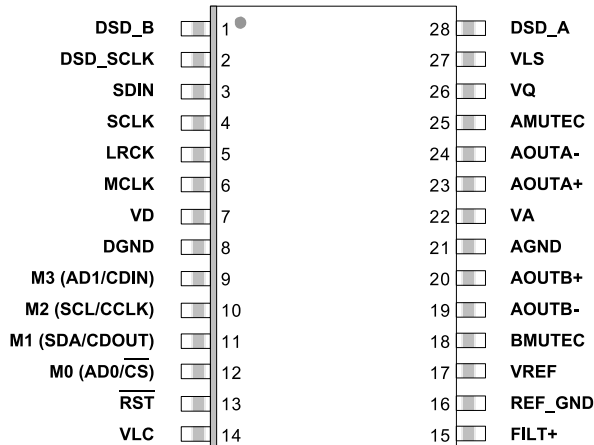 DSD_B 1 28 DSD_A
DSD_SCLK 2 27 VLS
SDIN 3 26 VQ
SCLK 4 25 AMUTEC
LRCK 5 24 AOUTA-
MCLK 6 23 AOUTA+
VD 7 22 VA
DGND 8 21 AGND
M3 (AD1/CDIN) 9 20 AOUTB+
M2 (SCL/CCLK) 10 19 AOUTB-
M1 (SDA/CDOUT) 11 18 BMUTEC
M0 (AD0/C̅S̅) 12 17 VREF
R̅S̅T̅ 13 16 REF_GND
VLC 14 15 FILT+